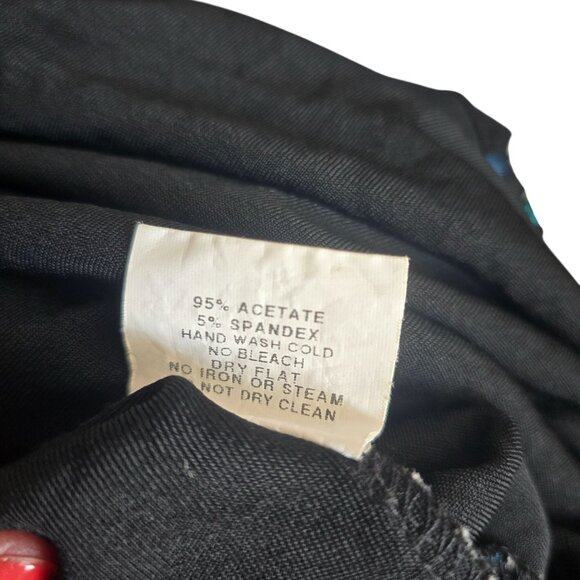 95% ACETATE
5% SPANDEX
HAND WASH COLD
NO BLEACH
DRY FLAT
NO IRON OR STEAM
NOT DRY CLEAN